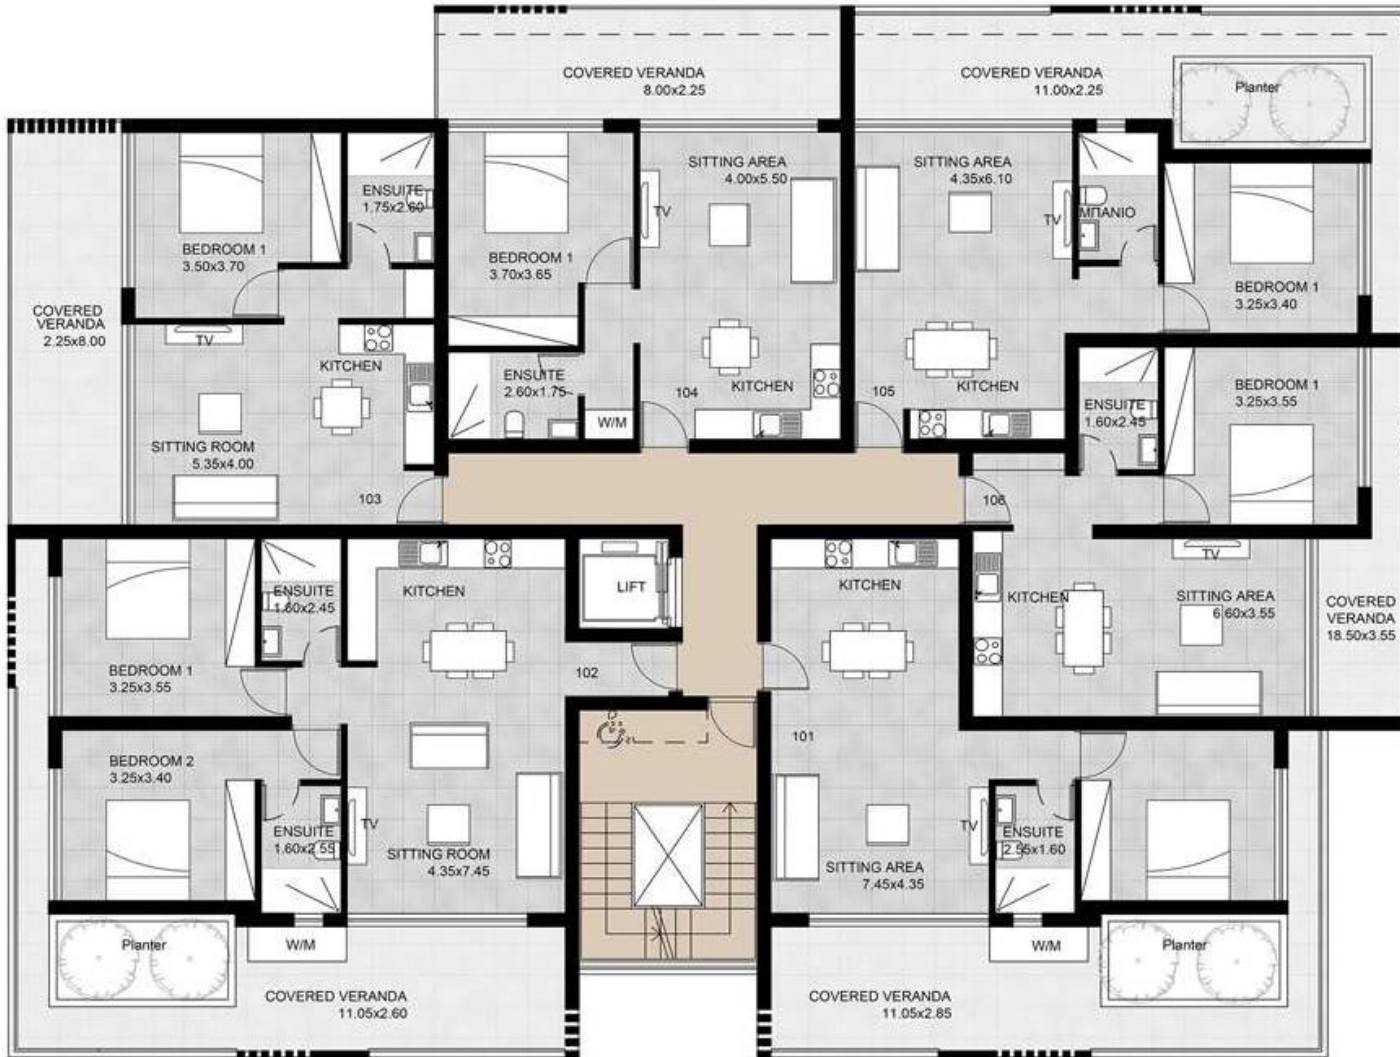 COVERED VERANDA
8.00x2.25
COVERED VERANDA
11.00x2.25
Planter
ENSUITE
1.75x2.60
BEDROOM 1
3.50x3.70
COVERED
VERANDA
2.25x8.00
TV
KITCHEN
SITTING ROOM
5.35x4.00
103
SITTING AREA
4.00x5.50
TV
BEDROOM 1
3.70x3.65
ENSUITE
2.60x1.75
W/M
104
KITCHEN
SITTING AREA
4.35x6.10
TV
ΜΠΑΝΙΟ
BEDROOM 1
3.25x3.40
105
KITCHEN
BEDROOM 1
3.25x3.55
ENSUITE
1.60x2.45
106
TV
KITCHEN
SITTING AREA
6.60x3.55
COVERED
VERANDA
18.50x3.55
ENSUITE
1.60x2.45
KITCHEN
LIFT
BEDROOM 1
3.25x3.55
102
BEDROOM 2
3.25x3.40
ENSUITE
1.60x2.55
TV
SITTING ROOM
4.35x7.45
Planter
W/M
COVERED VERANDA
11.05x2.60
KITCHEN
101
TV
ENSUITE
2.55x1.60
SITTING AREA
7.45x4.35
W/M
Planter
COVERED VERANDA
11.05x2.85